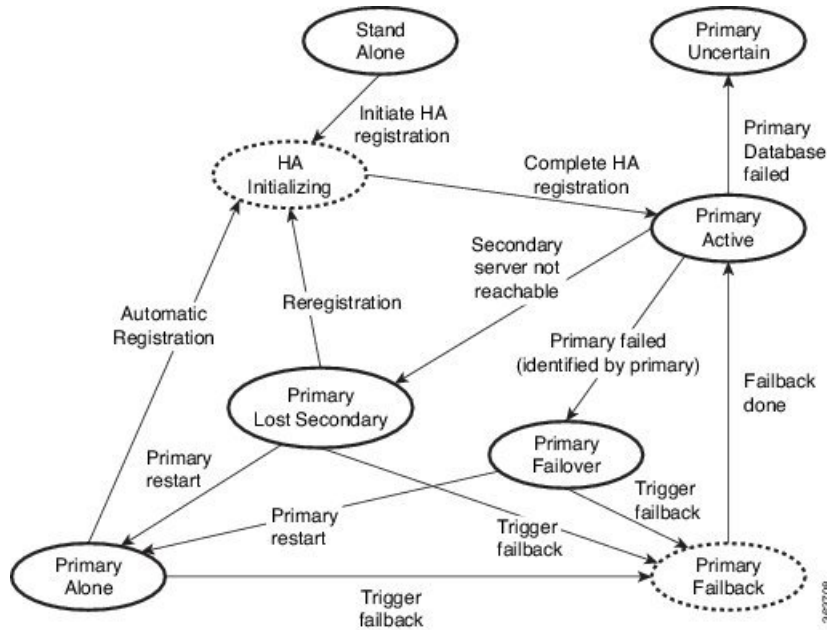 Stand
Alone
Primary
Uncertain
Initiate HA
registration
Primary
Database
failed
HA
Initializing
Complete HA
registration
Primary
Active
Secondary
server not
reachable
Automatic
Registration
Reregistration
Primary failed
(identified by primary)
Failback
done
Primary
Lost Secondary
Primary
Failover
Primary
restart
Primary
restart
Trigger
failback
Trigger
failback
Primary
Alone
Primary
Failback
Trigger
failback